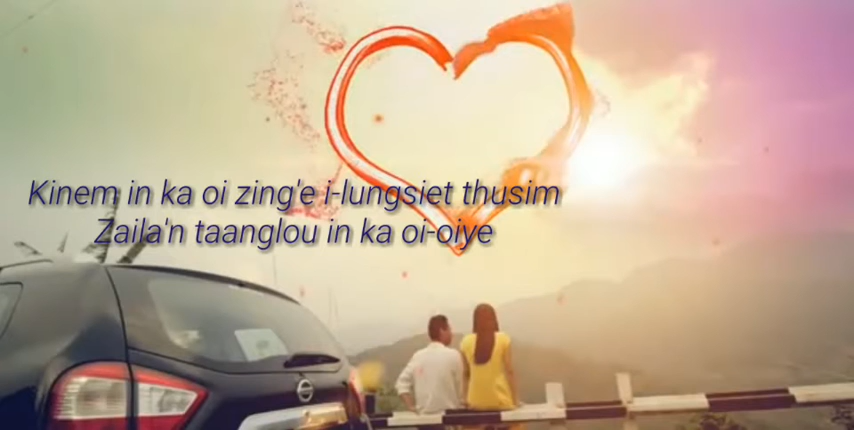 Kinem in ka oi zing'e i-lungsiet thusim
Zaila'n taanglou in ka oi-oiye